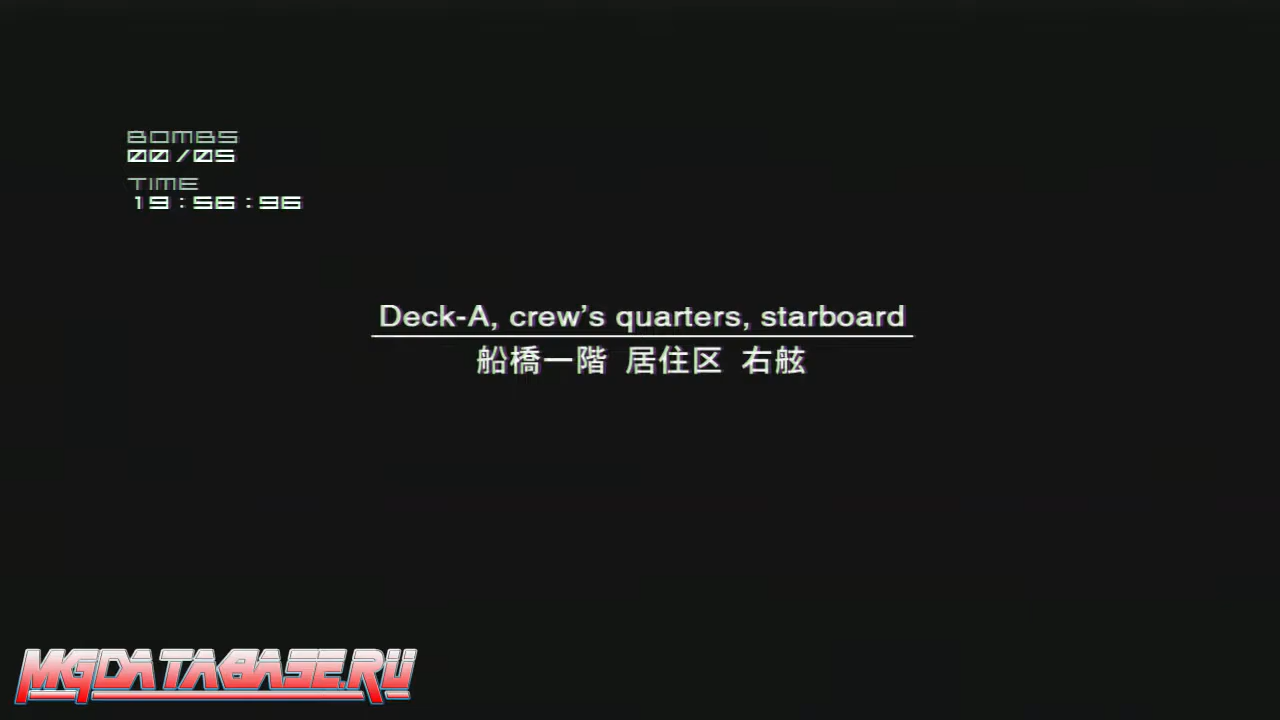 BOMBS
00/05
TIME
19:56:96
Deck-A, crew's quarters, starboard
船橋一階 居住区 右舷
MGDATABASE.RU